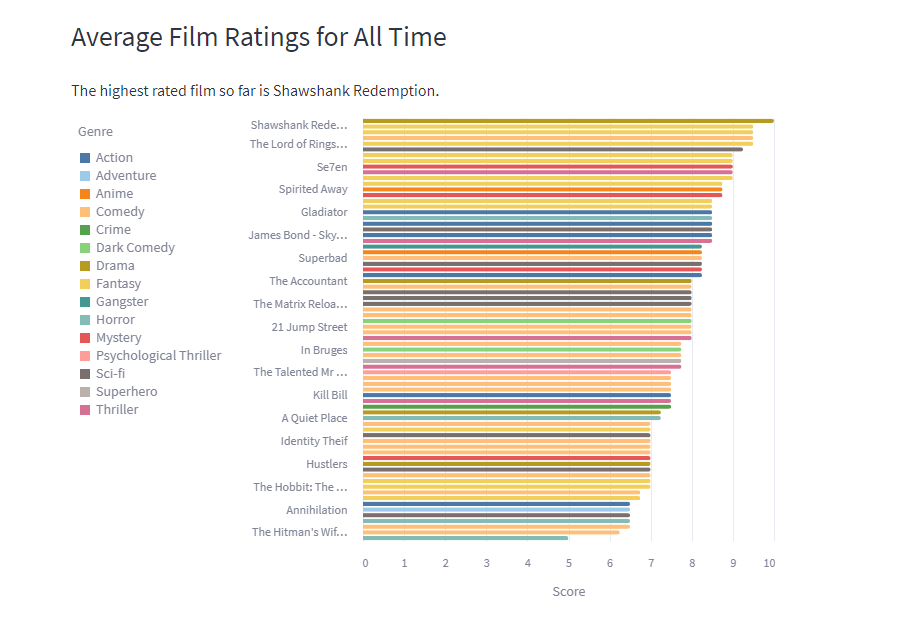 Average Film Ratings for All Time
The highest rated film so far is Shawshank Redemption.
Genre
Action
Adventure
Anime
Comedy
Crime
Dark Comedy
Drama
Fantasy
Gangster
Horror
Mystery
Psychological Thriller
Sci-fi
Superhero
Thriller
Shawshank Rede...
The Lord of Rings...
Se7en
Spirited Away
Gladiator
James Bond - Sky...
Superbad
The Accountant
The Matrix Reloa...
21 Jump Street
In Bruges
The Talented Mr ...
Kill Bill
A Quiet Place
Identity Theif
Hustlers
The Hobbit: The ...
Annihilation
The Hitman's Wif...
0 1 2 3 4 5 6 7 8 9 10
Score